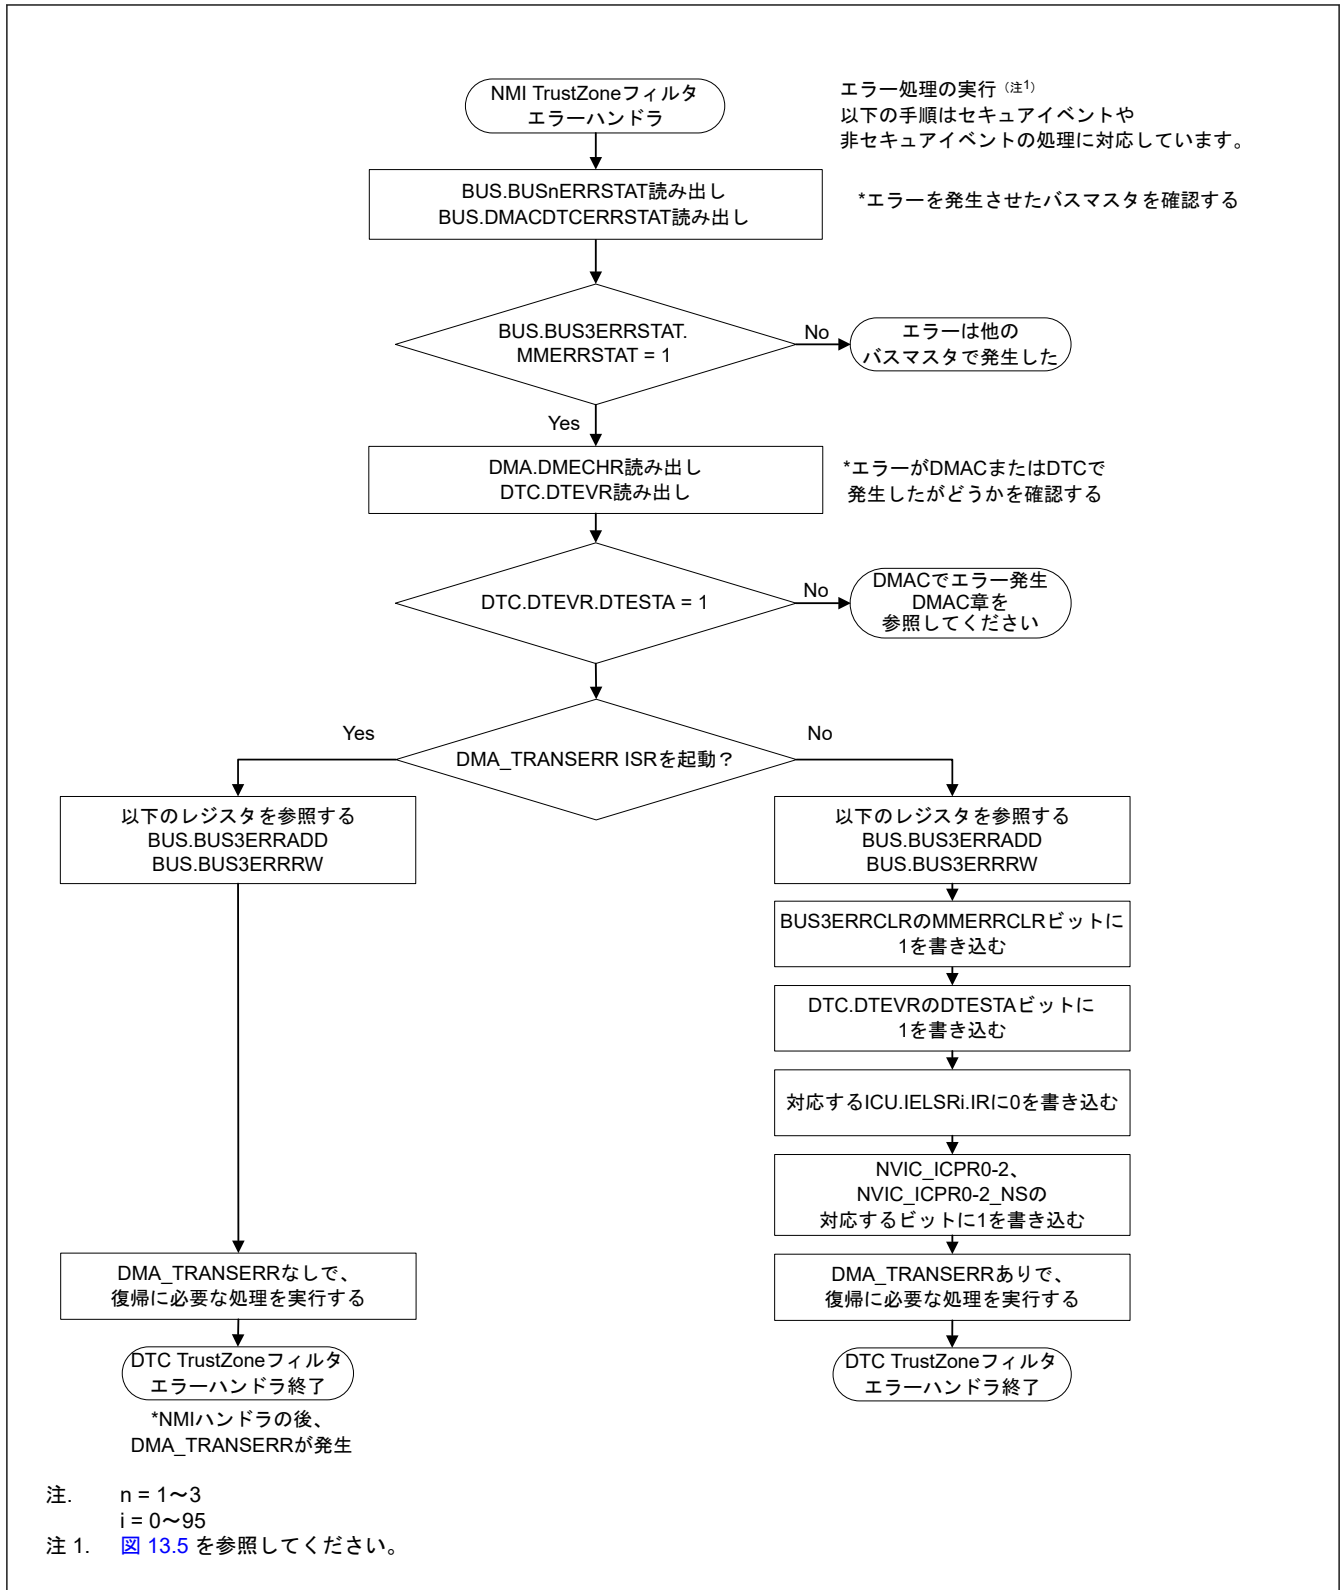 NMI TrustZoneフィルタ
エラーハンドラ
エラー処理の実行 (注1)
以下の手順はセキュアイベントや
非セキュアイベントの処理に対応しています。
BUS.BUSnERRSTAT読み出し
BUS.DMACDTCERRSTAT読み出し
*エラーを発生させたバスマスタを確認する
BUS.BUS3ERRSTAT.
MMERRSTAT = 1
No
エラーは他の
バスマスタで発生した
Yes
DMA.DMECHR読み出し
DTC.DTEVR読み出し
*エラーがDMACまたはDTCで
発生したがどうかを確認する
DTC.DTEVR.DTESTA = 1
No
DMACでエラー発生
DMAC章を
参照してください
Yes
DMA_TRANSERR ISRを起動？
No
以下のレジスタを参照する
BUS.BUS3ERRADD
BUS.BUS3ERRRW
以下のレジスタを参照する
BUS.BUS3ERRADD
BUS.BUS3ERRRW
BUS3ERRCLRのMMERRCLRビットに
1を書き込む
DTC.DTEVRのDTESTAビットに
1を書き込む
対応するICU.IELSRi.IRに0を書き込む
NVIC_ICPR0-2、
NVIC_ICPR0-2_NSの
対応するビットに1を書き込む
DMA_TRANSERRなしで、
復帰に必要な処理を実行する
DMA_TRANSERRありで、
復帰に必要な処理を実行する
DTC TrustZoneフィルタ
エラーハンドラ終了
DTC TrustZoneフィルタ
エラーハンドラ終了
*NMIハンドラの後、
DMA_TRANSERRが発生
注. n = 1～3
i = 0～95
注 1. 図 13.5 を参照してください。